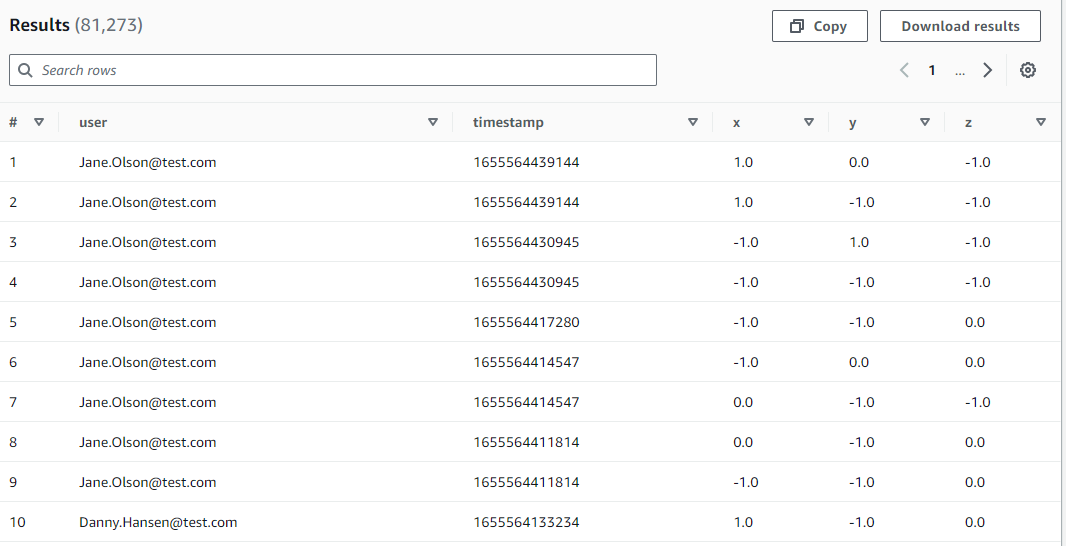 Results (81,273) Copy Download results
Search rows 1 ...
# user timestamp x y z
1 Jane.Olson@test.com 1655564439144 1.0 0.0 -1.0
2 Jane.Olson@test.com 1655564439144 1.0 -1.0 -1.0
3 Jane.Olson@test.com 1655564430945 -1.0 1.0 -1.0
4 Jane.Olson@test.com 1655564430945 -1.0 -1.0 -1.0
5 Jane.Olson@test.com 1655564417280 -1.0 -1.0 0.0
6 Jane.Olson@test.com 1655564414547 -1.0 0.0 0.0
7 Jane.Olson@test.com 1655564414547 0.0 -1.0 -1.0
8 Jane.Olson@test.com 1655564411814 0.0 -1.0 0.0
9 Jane.Olson@test.com 1655564411814 -1.0 -1.0 0.0
10 Danny.Hansen@test.com 1655564133234 1.0 -1.0 0.0